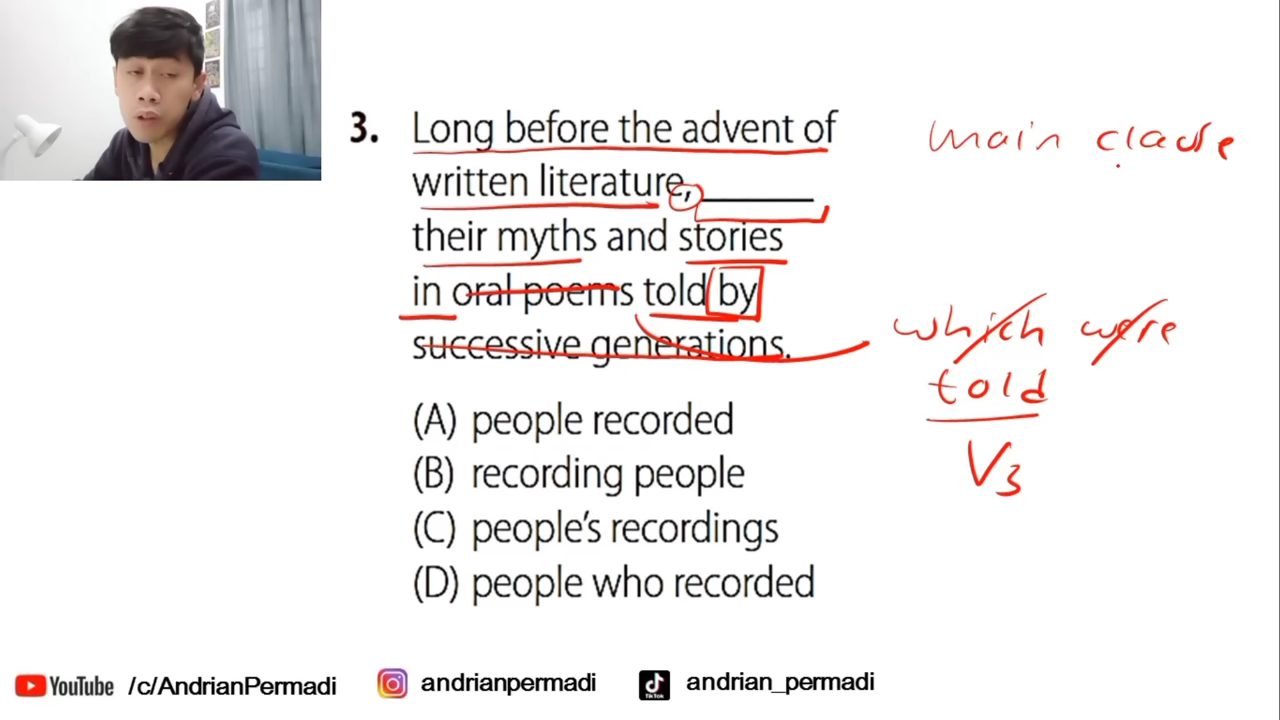 3. Long before the advent of
written literature, ________
their myths and stories
in oral poems told by
successive generations.
(A) people recorded
(B) recording people
(C) people's recordings
(D) people who recorded
main clause
which were
told
V3
YouTube /c/AndrianPermadi
andrianpermadi
TikTok
andrian_permadi